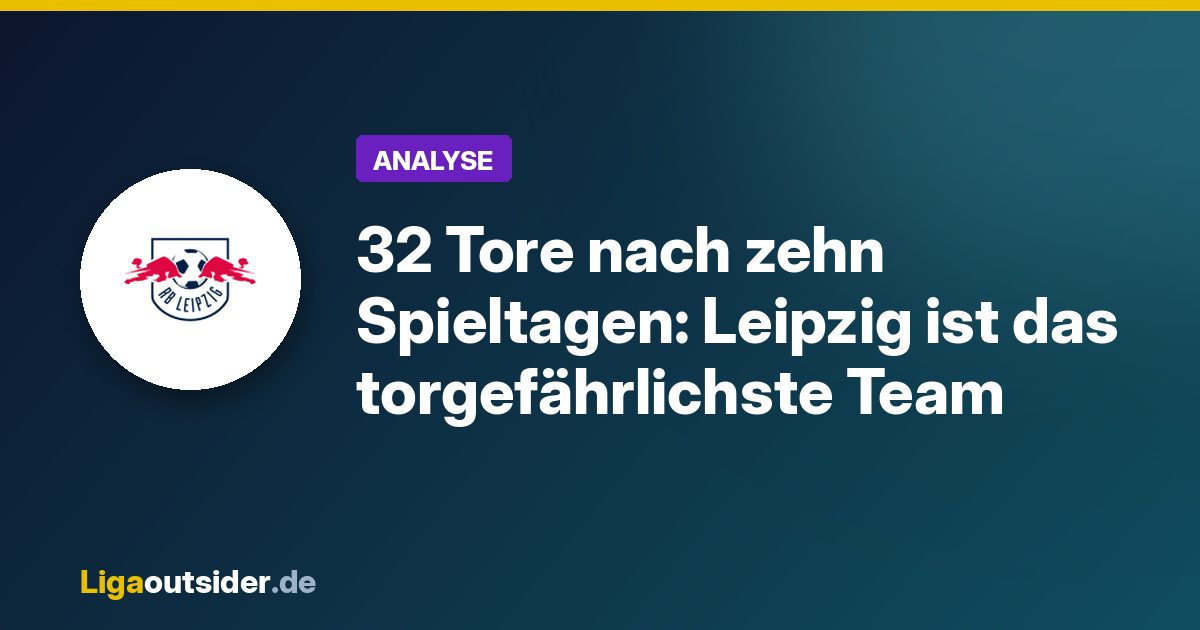 ANALYSE
32 Tore nach zehn
Spieltagen: Leipzig ist das
torgefährlichste Team
RB LEIPZIG
Ligaoutsider.de